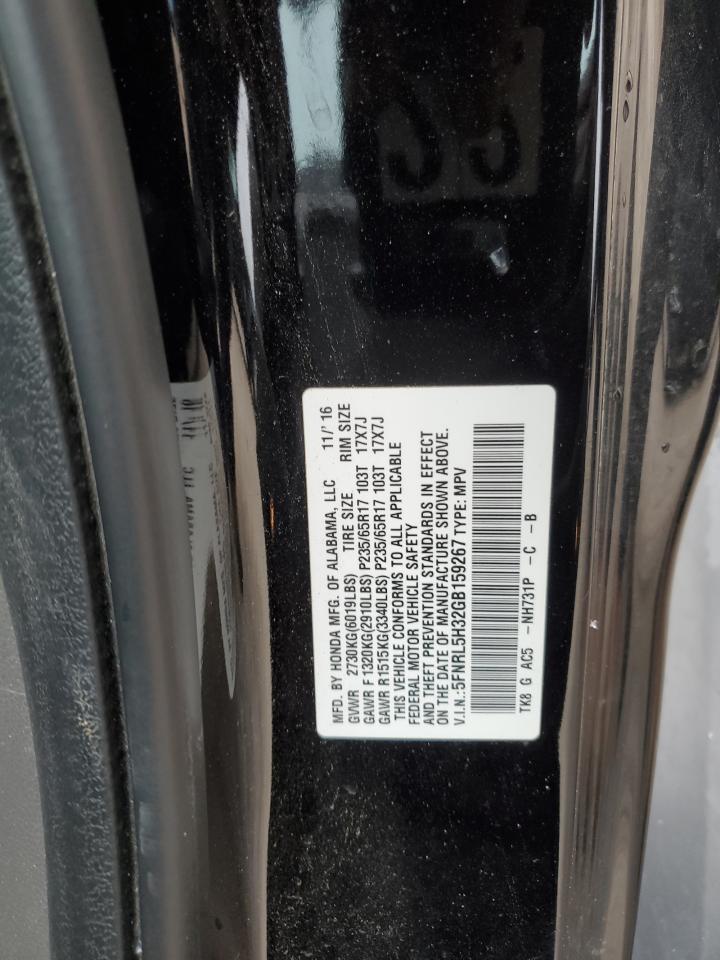 MFD. BY HONDA MFG. OF ALABAMA, LLC 11/'16
GVWR 2730KG(6019LBS) TIRE SIZE RIM SIZE
GAWR F 1320KG(2910LBS) P235/65R17 103T 17X7J
GAWR R1515KG(3340LBS) P235/65R17 103T 17X7J
THIS VEHICLE CONFORMS TO ALL APPLICABLE
FEDERAL MOTOR VEHICLE SAFETY
AND THEFT PREVENTION STANDARDS IN EFFECT
ON THE DATE OF MANUFACTURE SHOWN ABOVE.
V.I.N.:5FNRL5H32GB159267 TYPE: MPV
TK8 G AC5 -NH731P -C -B